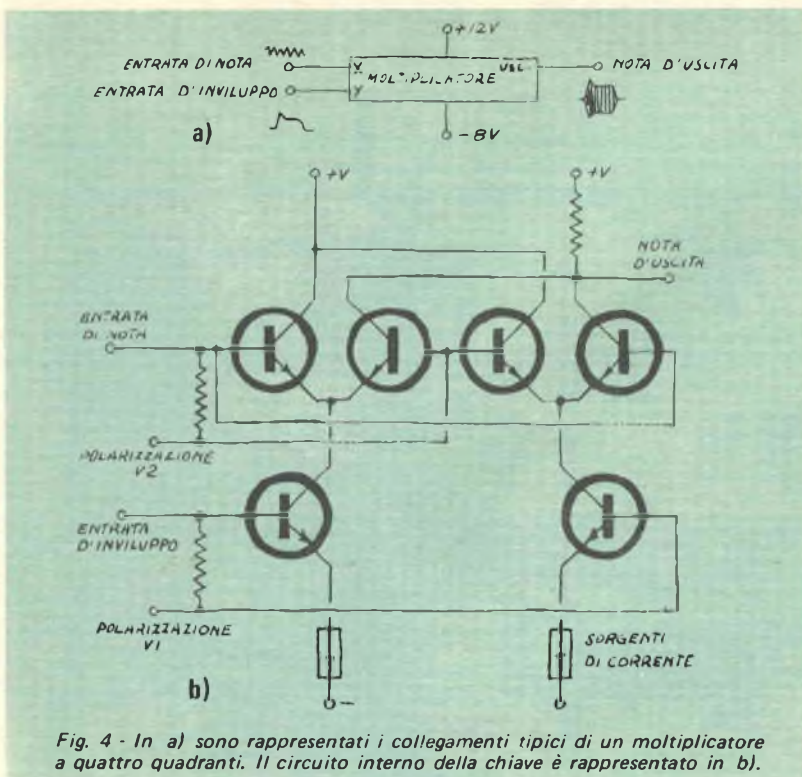 +12V
ENTRATA DI NOTA
X
USC.
NOTA D'USCITA
MOLTIPLICATORE
ENTRATA D'INVILUPPO
Y
a)
-8V
+V
+V
NOTA
D'USCITA
ENTRATA
DI NOTA
POLARIZZAZIONE
V2
ENTRATA
D'INVILUPPO
POLARIZZAZIONE
V1
SORGENTI
DI CORRENTE
b)
-
Fig. 4 - In a) sono rappresentati i collegamenti tipici di un moltiplicatore
a quattro quadranti. Il circuito interno della chiave è rappresentato in b).